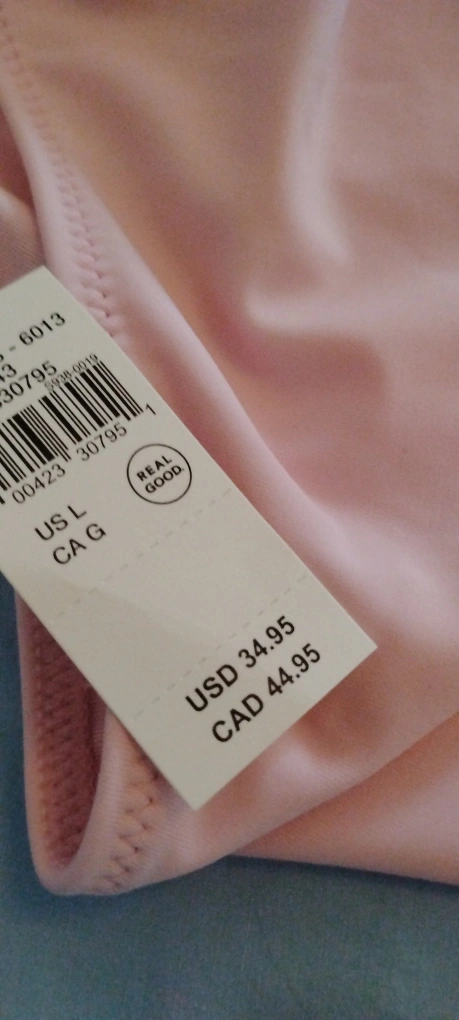 - 6013
30795
5938-0019
00423 30795 1
REAL
GOOD.
US L
CA G
USD 34.95
CAD 44.95